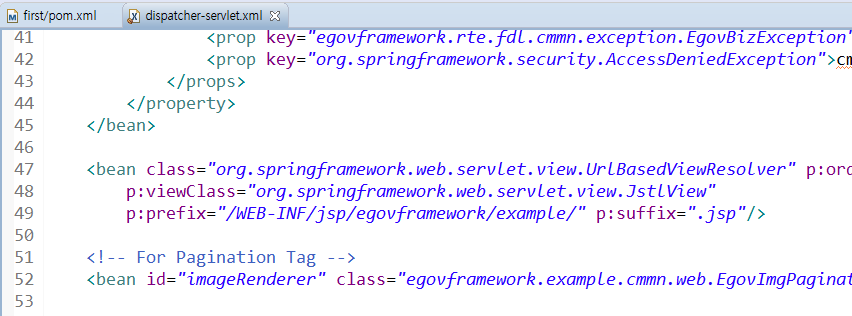 first/pom.xml dispatcher-servlet.xml
41 <prop key="egovframework.rte.fdl.cmmn.exception.EgovBizException"
42 <prop key="org.springframework.security.AccessDeniedException">cm
43 </props>
44 </property>
45 </bean>
46
47 <bean class="org.springframework.web.servlet.view.UrlBasedViewResolver" p:ord
48 p:viewClass="org.springframework.web.servlet.view.JstlView"
49 p:prefix="/WEB-INF/jsp/egovframework/example/" p:suffix=".jsp"/>
50
51 <!-- For Pagination Tag -->
52 <bean id="imageRenderer" class="egovframework.example.cmmn.web.EgovImgPaginat
53